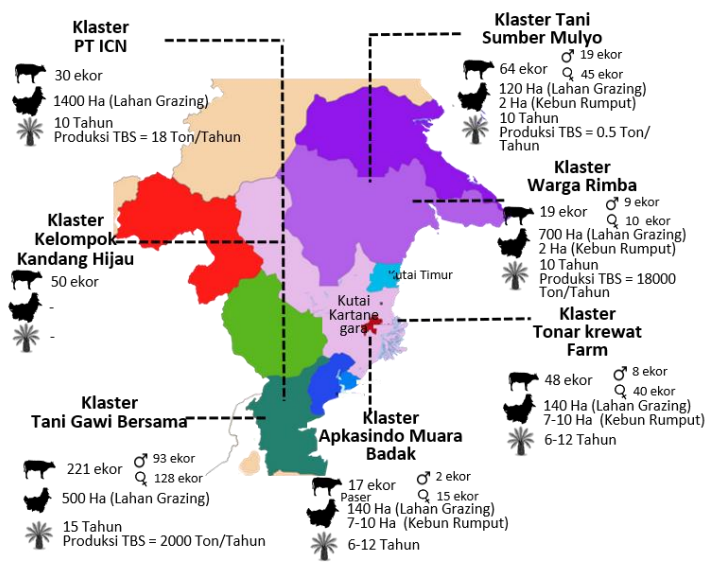 Klaster
PT ICN
30 ekor
1400 Ha (Lahan Grazing)
10 Tahun
Produksi TBS = 18 Ton/Tahun
Klaster Tani
Sumber Mulyo
64 ekor
19 ekor
45 ekor
120 Ha (Lahan Grazing)
2 Ha (Kebun Rumput)
10 Tahun
Produksi TBS = 0.5 Ton/
Tahun
Klaster
Warga Rimba
19 ekor
9 ekor
10 ekor
700 Ha (Lahan Grazing)
2 Ha (Kebun Rumput)
10 Tahun
Produksi TBS = 18000
Ton/Tahun
Klaster
Kelompok
Kandang Hijau
50 ekor
-
-
Kutai Timur
Kutai
Kartane
gara
Klaster
Tonar krewat
Farm
48 ekor
8 ekor
40 ekor
140 Ha (Lahan Grazing)
7-10 Ha (Kebun Rumput)
6-12 Tahun
Klaster
Tani Gawi Bersama
221 ekor
93 ekor
128 ekor
500 Ha (Lahan Grazing)
15 Tahun
Produksi TBS = 2000 Ton/Tahun
Klaster
Apkasindo Muara
Badak
17 ekor
2 ekor
15 ekor
Paser
140 Ha (Lahan Grazing)
7-10 Ha (Kebun Rumput)
6-12 Tahun